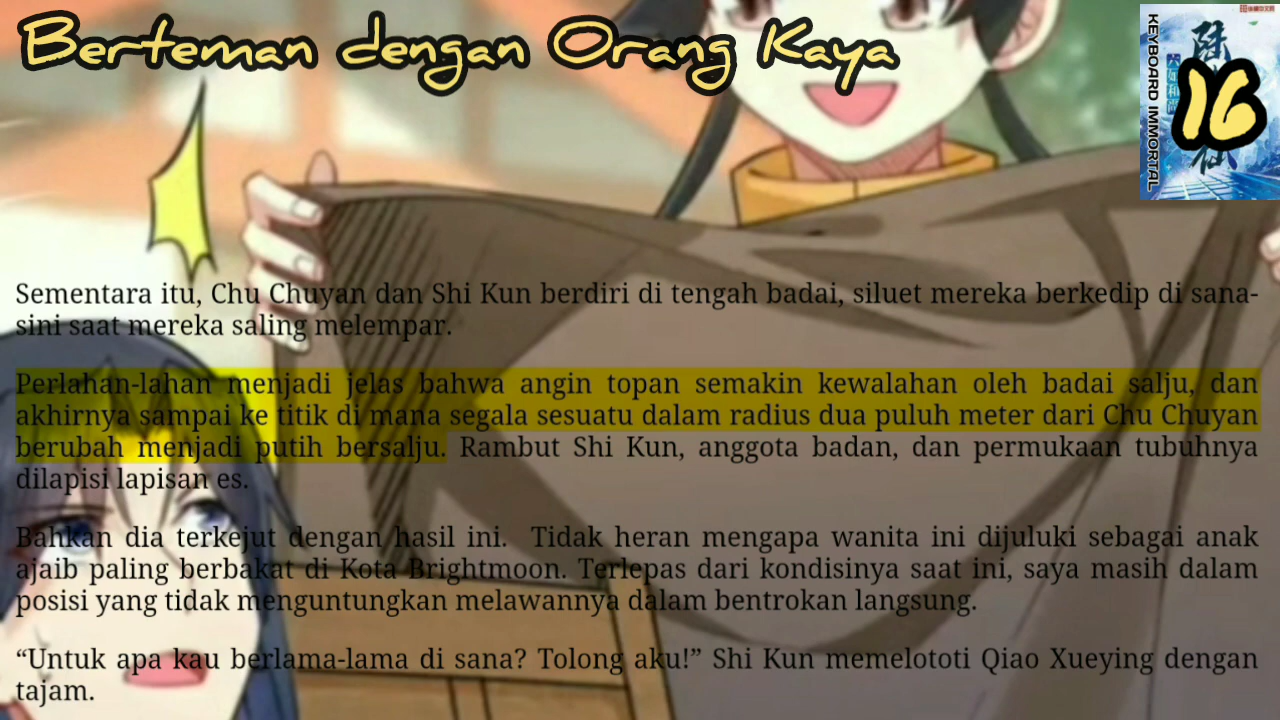 Berteman dengan Orang Kaya
KEYBOARD IMMORTAL
16
Sementara itu, Chu Chuyan dan Shi Kun berdiri di tengah badai, siluet mereka berkedip di sana-
sini saat mereka saling melempar.
Perlahan-lahan menjadi jelas bahwa angin topan semakin kewalahan oleh badai salju, dan
akhirnya sampai ke titik di mana segala sesuatu dalam radius dua puluh meter dari Chu Chuyan
berubah menjadi putih bersalju. Rambut Shi Kun, anggota badan, dan permukaan tubuhnya
dilapisi lapisan es.
Bahkan dia terkejut dengan hasil ini. Tidak heran mengapa wanita ini dijuluki sebagai anak
ajaib paling berbakat di Kota Brightmoon. Terlepas dari kondisinya saat ini, saya masih dalam
posisi yang tidak menguntungkan melawannya dalam bentrokan langsung.
“Untuk apa kau berlama-lama di sana? Tolong aku!” Shi Kun memelototi Qiao Xueying dengan
tajam.